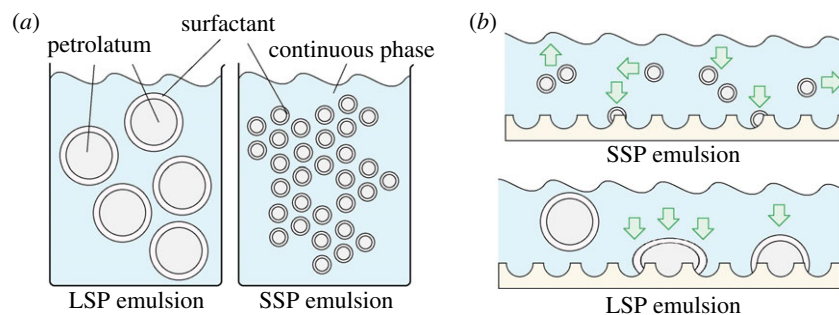 (a)
surfactant
petrolatum
continuous phase
LSP emulsion
SSP emulsion
(b)
SSP emulsion
LSP emulsion